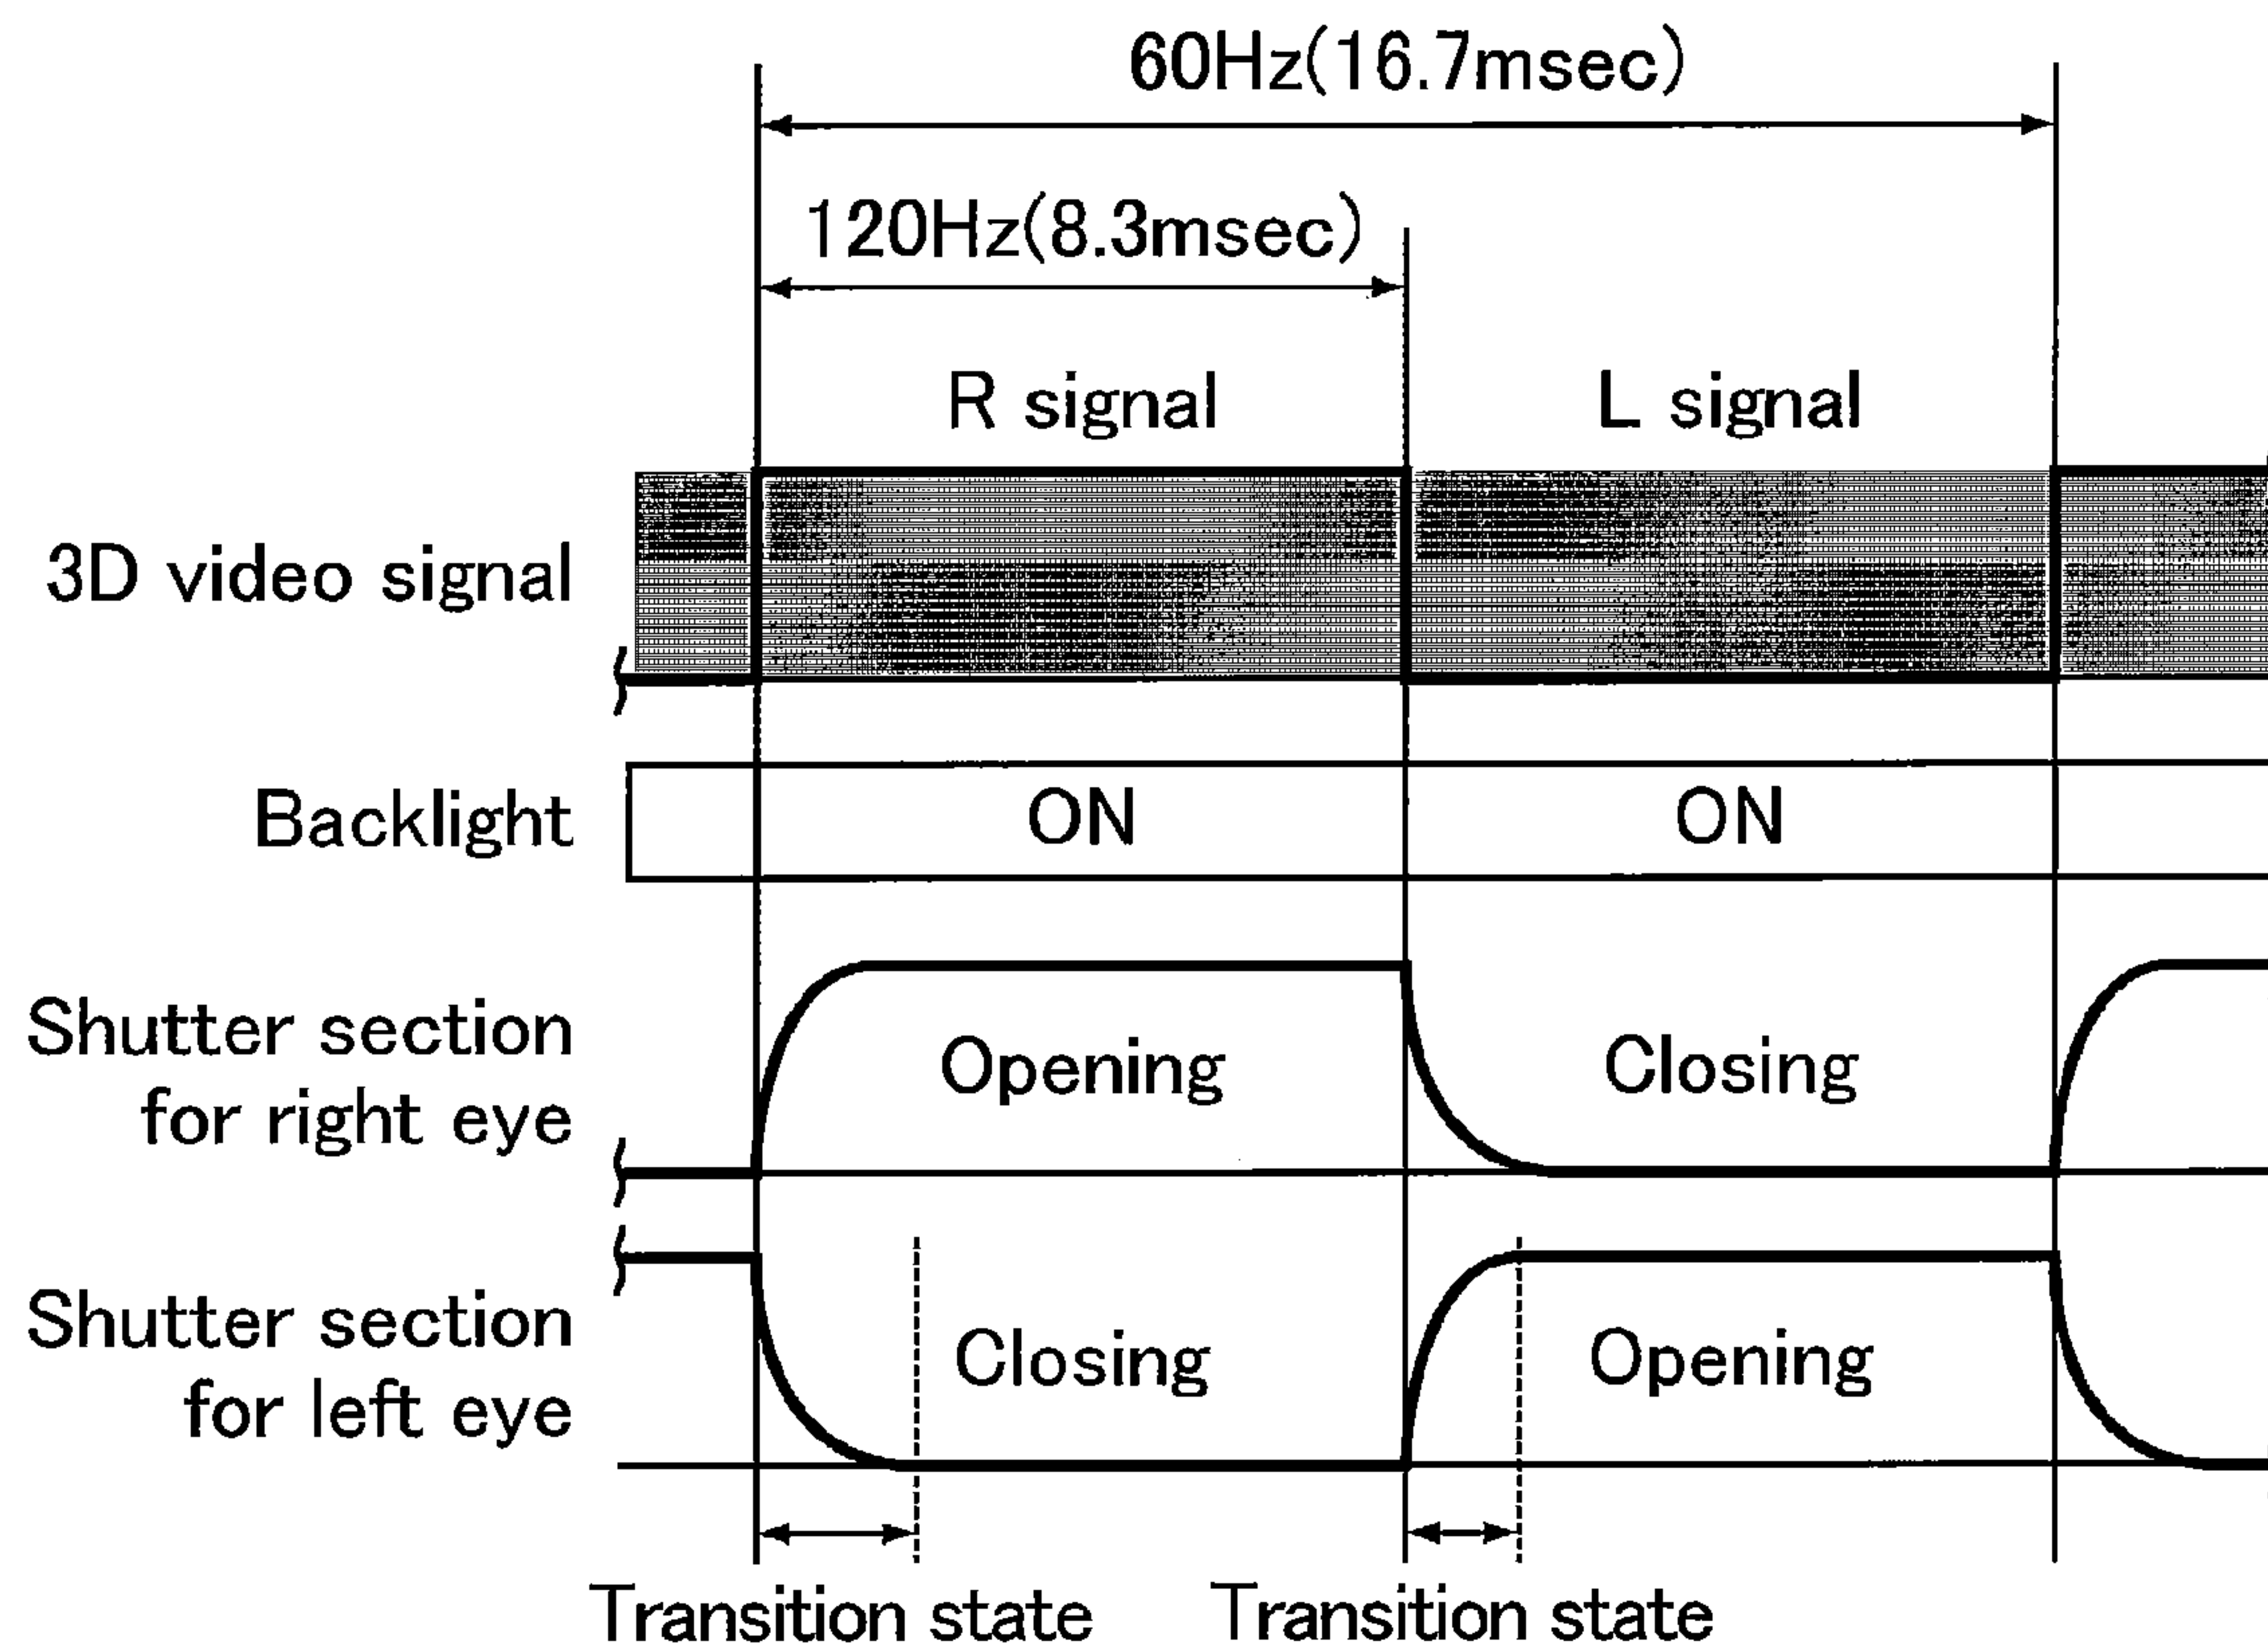 60Hz(16.7msec)
120Hz(8.3msec)
R signal
L signal
3D video signal
Backlight
ON
ON
Shutter section
for right eye
Opening
Closing
Shutter section
for left eye
Closing
Opening
Transition state
Transition state